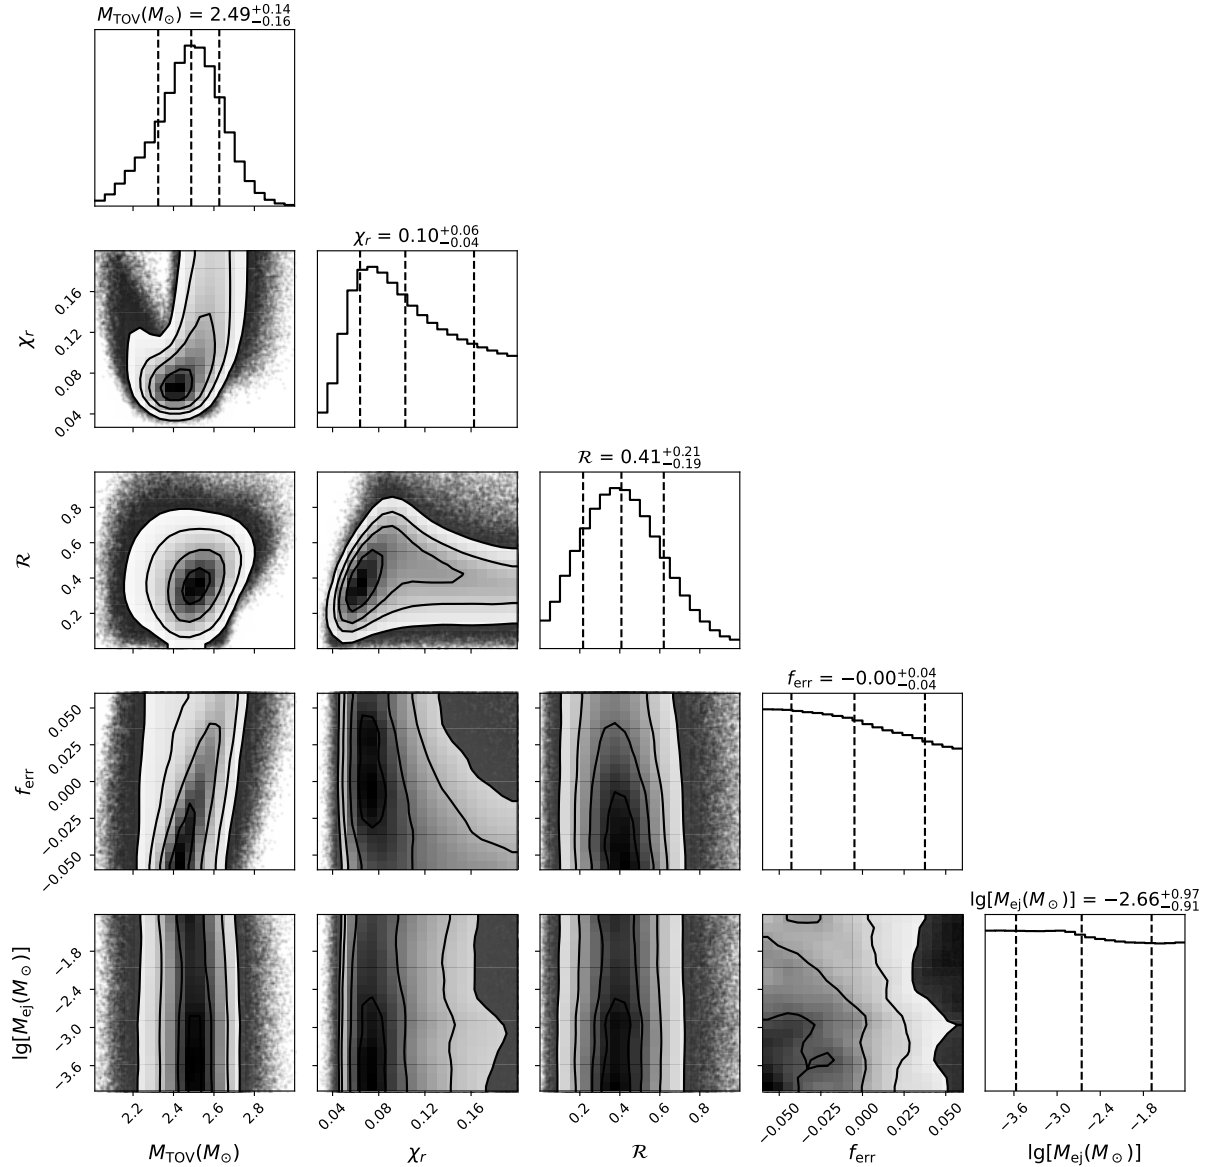 M_TOV(M_⊙) = 2.49^{+0.14}_{−0.16}
χ_r = 0.10^{+0.06}_{−0.04}
0.16
0.12
0.08
0.04
χ_r
ℛ = 0.41^{+0.21}_{−0.19}
0.8
0.6
0.4
0.2
ℛ
f_err = −0.00^{+0.04}_{−0.04}
0.050
0.025
0.000
−0.025
−0.050
f_err
lg[M_ej(M_⊙)] = −2.66^{+0.97}_{−0.91}
−1.8
−2.4
−3.0
−3.6
lg[M_ej(M_⊙)]
2.2 2.4 2.6 2.8
0.04 0.08 0.12 0.16
0.2 0.4 0.6 0.8
−0.050 −0.025 0.000 0.025 0.050
−3.6 −3.0 −2.4 −1.8
M_TOV(M_⊙)
χ_r
ℛ
f_err
lg[M_ej(M_⊙)]